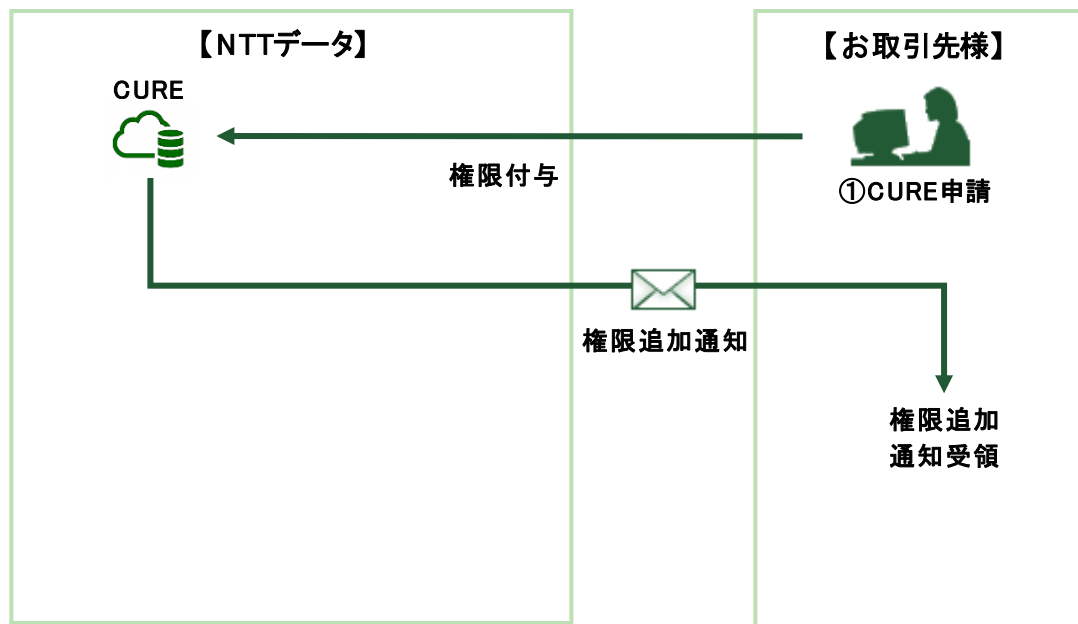 【NTTデータ】
【お取引先様】
CURE
権限付与
①CURE申請
権限追加通知
権限追加
通知受領